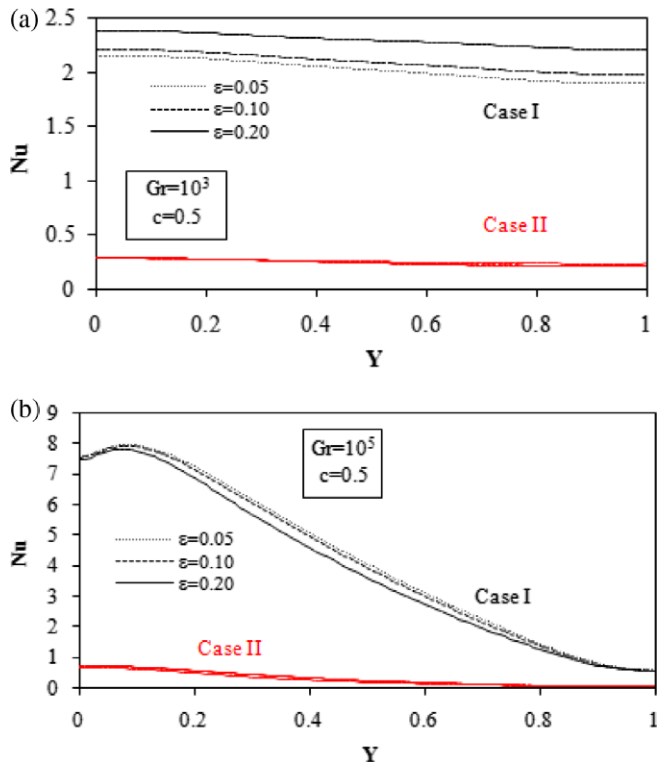 (a)
2.5
2
1.5
1
0.5
0
Nu
ε=0.05
ε=0.10
ε=0.20
Case I
Gr=10³
c=0.5
Case II
0 0.2 0.4 0.6 0.8 1
Y
(b)
9
8
7
6
5
4
3
2
1
0
Nu
Gr=10⁵
c=0.5
ε=0.05
ε=0.10
ε=0.20
Case I
Case II
0 0.2 0.4 0.6 0.8 1
Y